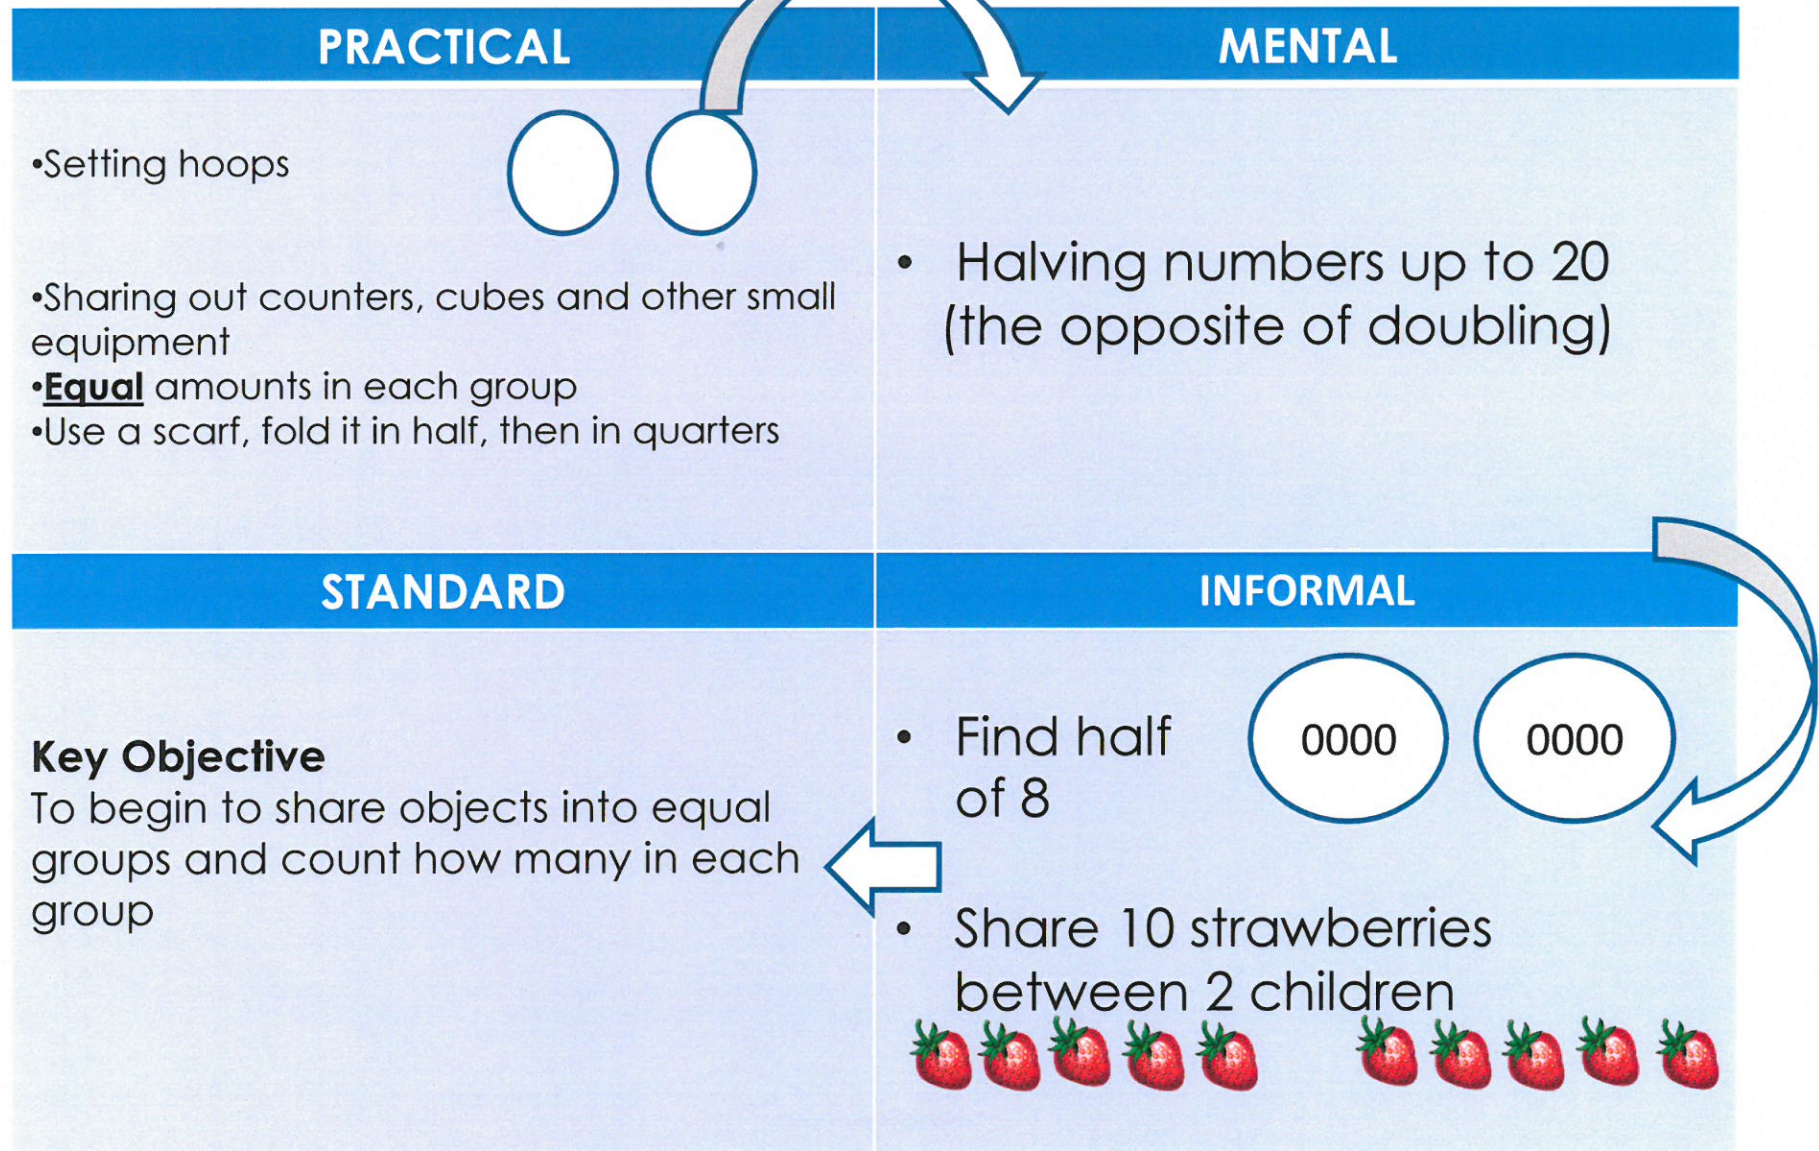 PRACTICAL
•Setting hoops
•Sharing out counters, cubes and other small
equipment
•Equal amounts in each group
•Use a scarf, fold it in half, then in quarters
MENTAL
• Halving numbers up to 20
(the opposite of doubling)
STANDARD
Key Objective
To begin to share objects into equal
groups and count how many in each
group
INFORMAL
• Find half
of 8
0000
0000
• Share 10 strawberries
between 2 children